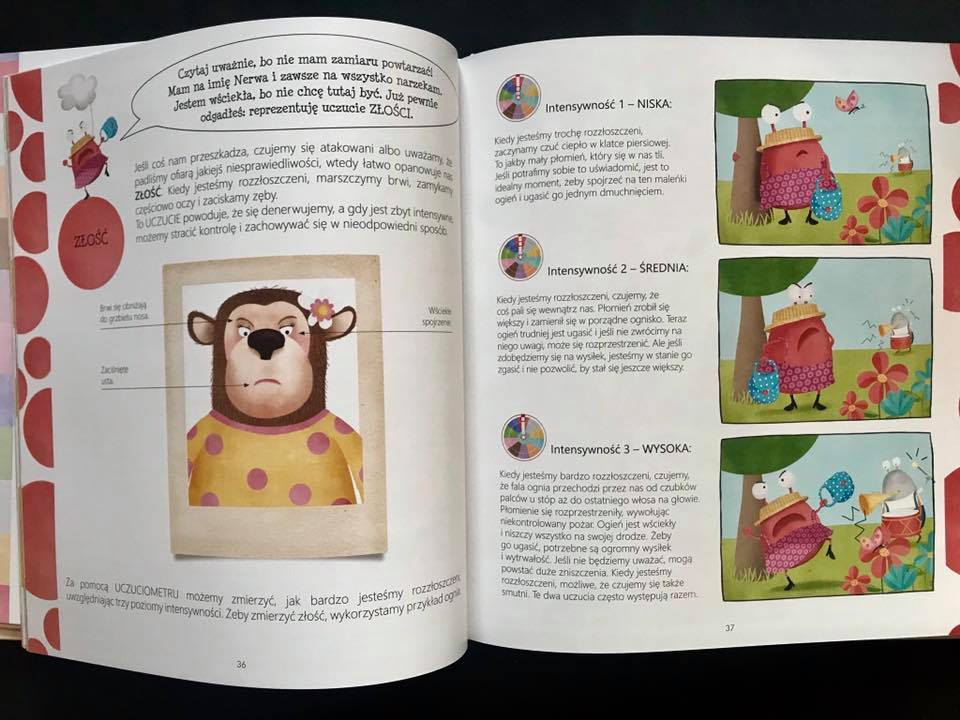 Czytaj uważnie, bo nie mam zamiaru powtarzać!
Mam na imię Nerwa i zawsze na wszystko narzekam.
Jestem wściekła, bo nie chcę tutaj być. Już pewnie
odgadłeś: reprezentuję uczucie ZŁOŚCI.
ZŁOŚĆ
Jeśli coś nam przeszkadza, czujemy się atakowani albo uważamy, że
padliśmy ofiarą jakiejś niesprawiedliwości, wtedy łatwo opanowuje nas
ZŁOŚĆ. Kiedy jesteśmy rozzłoszczeni, marszczymy brwi, zamykamy
częściowo oczy i zaciskamy zęby.
To UCZUCIE powoduje, że się denerwujemy, a gdy jest zbyt intensywne,
możemy stracić kontrolę i zachowywać się w nieodpowiedni sposób.
Brwi się obniżają
do grzbietu nosa.
Wściekłe
spojrzenie.
Zaciśnięte
usta.
Za pomocą UCZUCIOMETRU możemy zmierzyć, jak bardzo jesteśmy rozzłoszczeni,
uwzględniając trzy poziomy intensywności. Żeby zmierzyć złość, wykorzystamy przykład ognia.
36
Intensywność 1 – NISKA:
Kiedy jesteśmy trochę rozzłoszczeni,
zaczynamy czuć ciepło w klatce piersiowej.
To jakby mały płomień, który się w nas tli.
Jeśli potrafimy sobie to uświadomić, jest to
idealny moment, żeby spojrzeć na ten maleńki
ogień i ugasić go jednym dmuchnięciem.
Intensywność 2 – ŚREDNIA:
Kiedy jesteśmy rozzłoszczeni, czujemy, że
coś pali się wewnątrz nas. Płomień zrobił się
większy i zamienił się w porządne ognisko. Teraz
ogień trudniej jest ugasić i jeśli nie zwrócimy na
niego uwagi, może się rozprzestrzenić. Ale jeśli
zdobędziemy się na wysiłek, jesteśmy w stanie go
zgasić i nie pozwolić, by stał się jeszcze większy.
Intensywność 3 – WYSOKA:
Kiedy jesteśmy bardzo rozzłoszczeni, czujemy,
że fala ognia przechodzi przez nas od czubków
palców u stóp aż do ostatniego włosa na głowie.
Płomienie się rozprzestrzeniły, wywołując
niekontrolowany pożar. Ogień jest wściekły
i niszczy wszystko na swojej drodze. Żeby
go ugasić, potrzebne są ogromny wysiłek
i wytrwałość. Jeśli nie będziemy uważać, mogą
powstać duże zniszczenia. Kiedy jesteśmy
rozzłoszczeni, możliwe, że czujemy się także
smutni. Te dwa uczucia często występują razem.
37